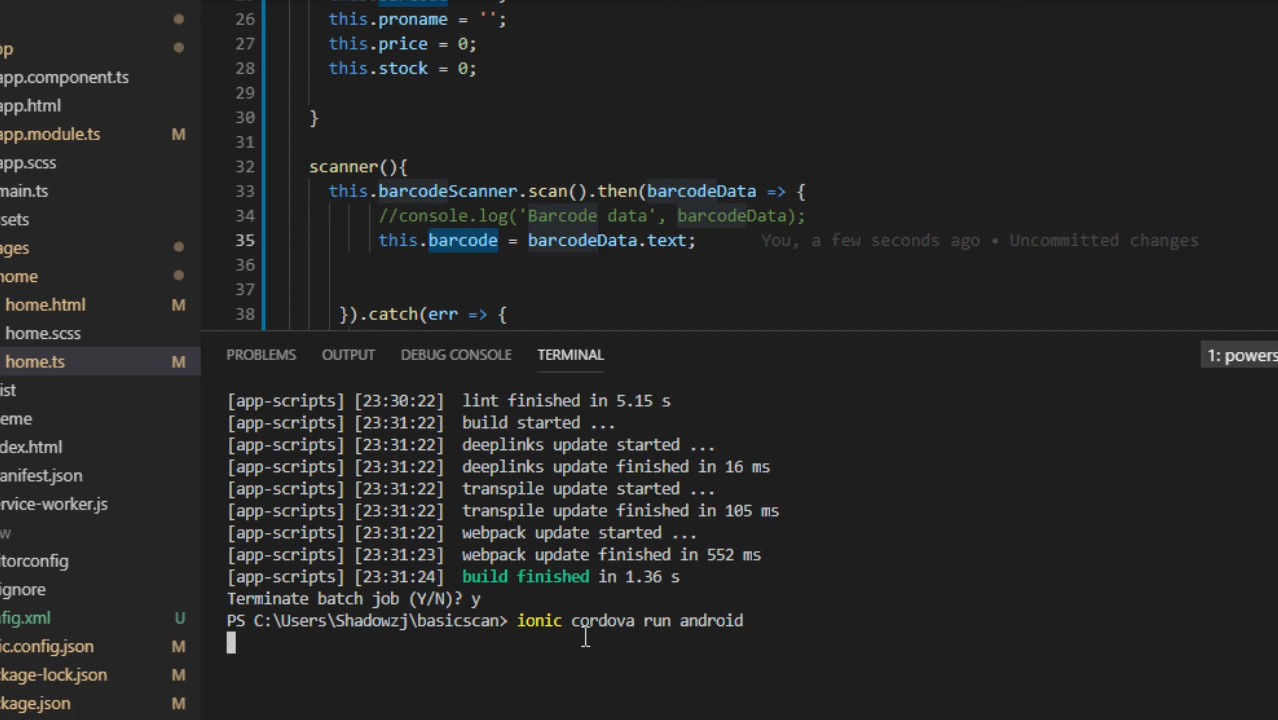 26 this.proname = '';
27 this.price = 0;
28 this.stock = 0;
29
30 }
31
32 scanner(){
33 this.barcodeScanner.scan().then(barcodeData => {
34 //console.log('Barcode data', barcodeData);
35 this.barcode = barcodeData.text; You, a few seconds ago • Uncommitted changes
36
37
38 }).catch(err => {
pp
app.component.ts
app.html
app.module.ts M
app.scss
main.ts
ssets
ages
home
home.html M
home.scss
home.ts M
ist
eme
dex.html
anifest.json
ervice-worker.js
w
itorconfig
ignore
nfig.xml U
ic.config.json M
ckage-lock.json M
ckage.json M
PROBLEMS OUTPUT DEBUG CONSOLE TERMINAL 1: powers
[app-scripts] [23:30:22] lint finished in 5.15 s
[app-scripts] [23:31:22] build started ...
[app-scripts] [23:31:22] deeplinks update started ...
[app-scripts] [23:31:22] deeplinks update finished in 16 ms
[app-scripts] [23:31:22] transpile update started ...
[app-scripts] [23:31:22] transpile update finished in 105 ms
[app-scripts] [23:31:22] webpack update started ...
[app-scripts] [23:31:23] webpack update finished in 552 ms
[app-scripts] [23:31:24] build finished in 1.36 s
Terminate batch job (Y/N)? y
PS C:\Users\Shadowzj\basicscan> ionic cordova run android